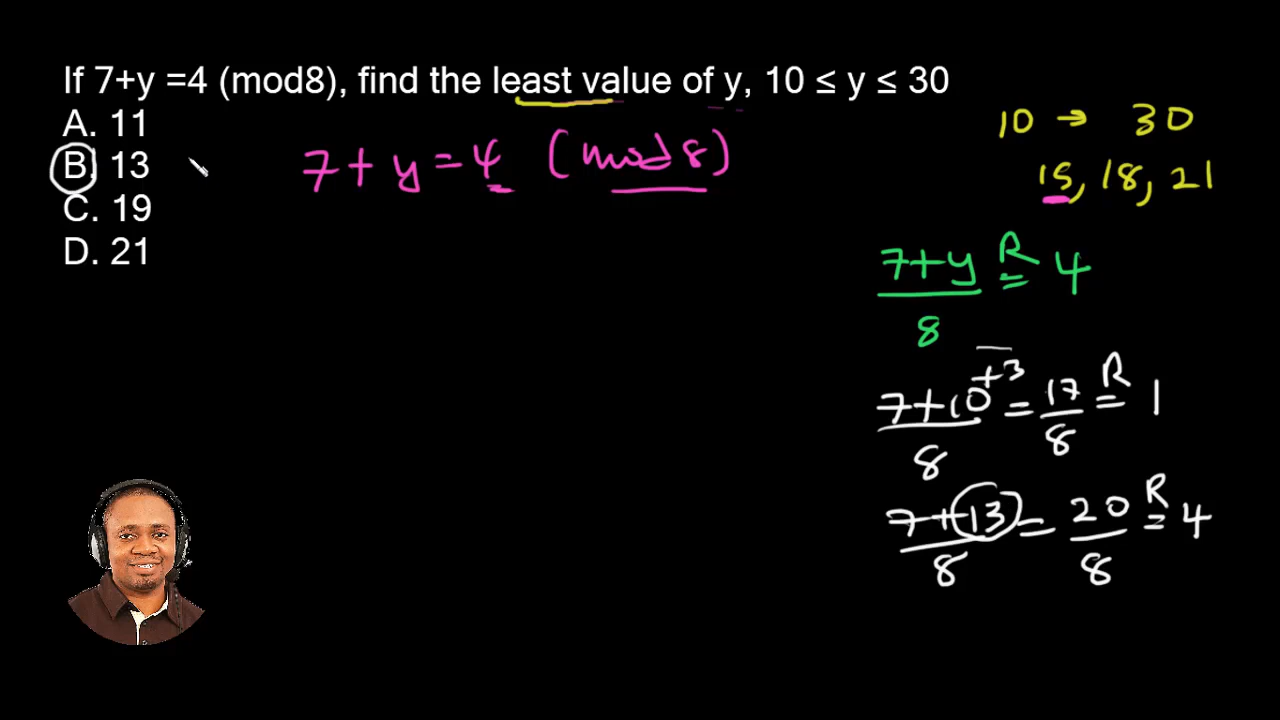 If 7+y =4 (mod8), find the least value of y, 10 ≤ y ≤ 30
A. 11
B. 13
C. 19
D. 21
7 + y = 4 (mod 8)
10 → 30
15, 18, 21
7+y/8 R= 4
7+10+3/8 = 17/8 R= 1
7+13/8 = 20/8 R= 4